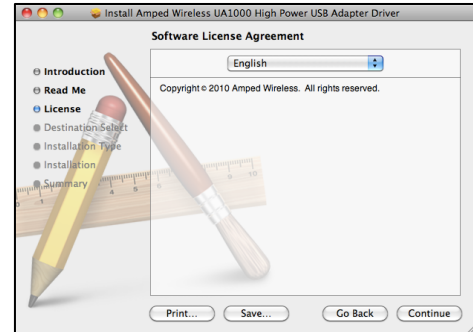 Install Amped Wireless UA1000 High Power USB Adapter Driver
Software License Agreement
Introduction
Read Me
License
Destination Select
Installation Type
Installation
Summary
English
Copyright © 2010 Amped Wireless. All rights reserved.
Print...
Save...
Go Back
Continue